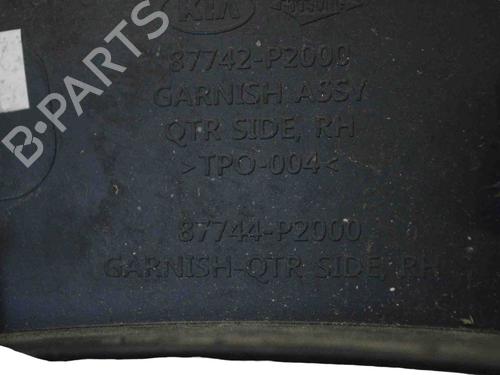 KIA
87742-P2000
GARNISH ASSY
QTR SIDE, RH
>TPO-004<
87744-P2000
GARNISH-QTR SIDE, RH
B-PARTS